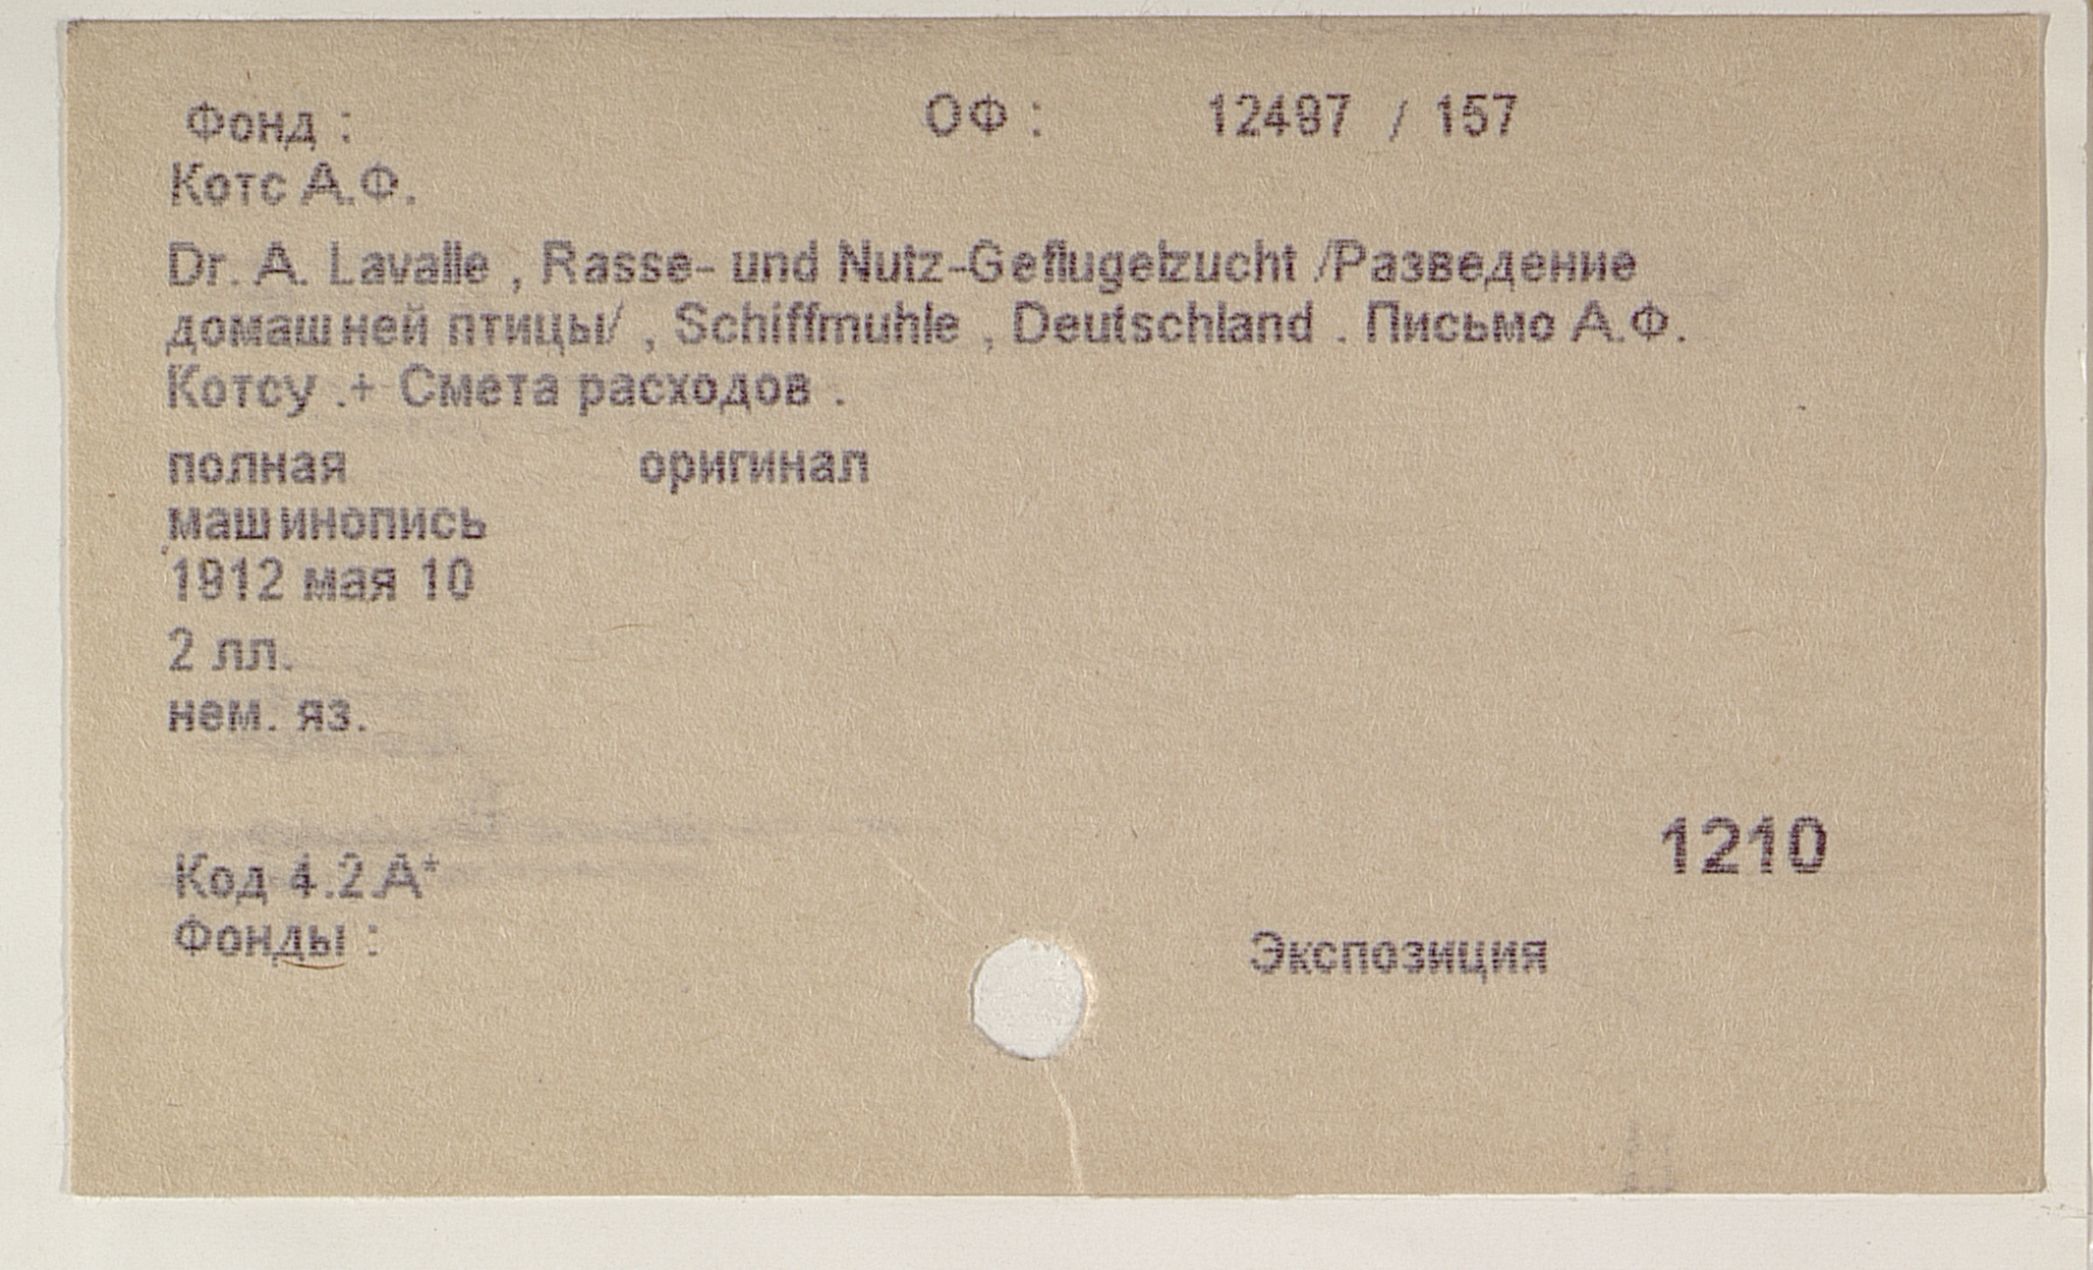 Фонд : ОФ : 12497 / 157
Котс А.Ф.
Dr. A. Lavalle , Rasse- und Nutz-Geflugelzucht /Разведение
домашней птицы/ , Schiffmuhle , Deutschland . Письмо А.Ф.
Котсу .+ Смета расходов .
полная оригинал
машинопись
1912 мая 10
2 лл.
нем. яз.
1210
Код 4.2.А+
Фонды : Экспозиция